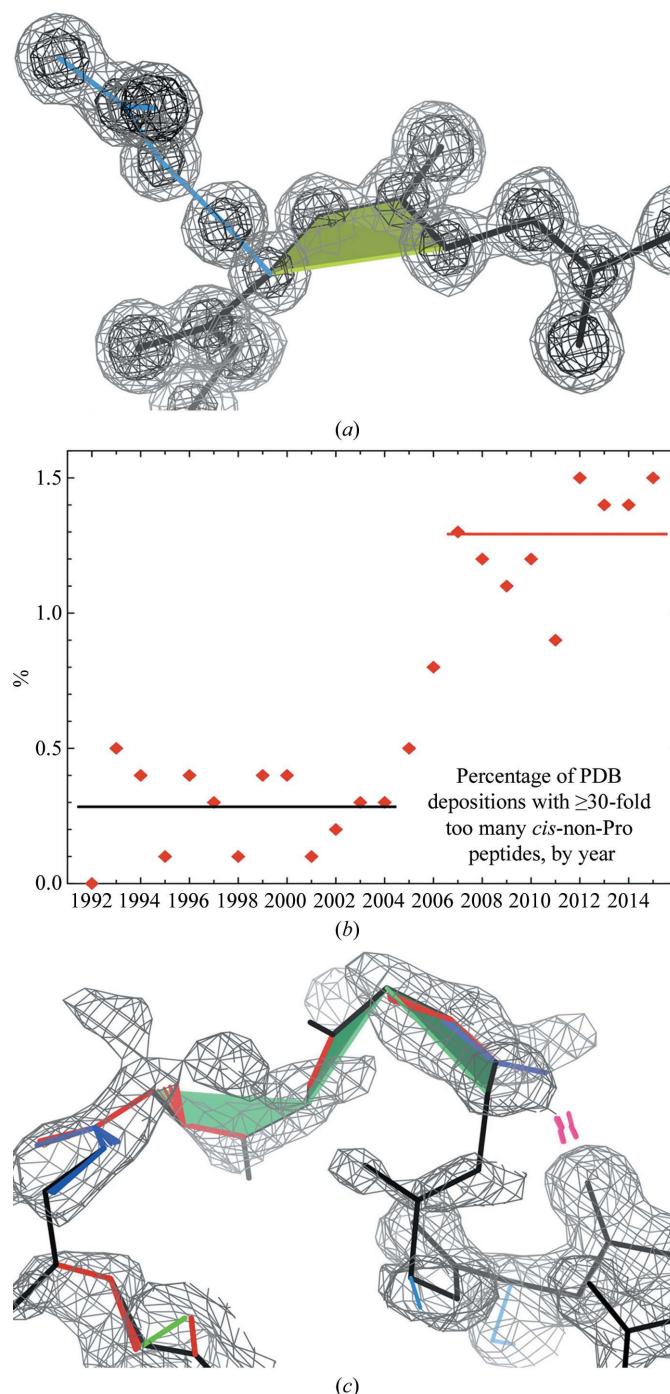 (a)
1.5
1.0
%
0.5
Percentage of PDB
depositions with ≥30-fold
too many cis-non-Pro
peptides, by year
0.0
1992 1994 1996 1998 2000 2002 2004 2006 2008 2010 2012 2014
(b)
(c)